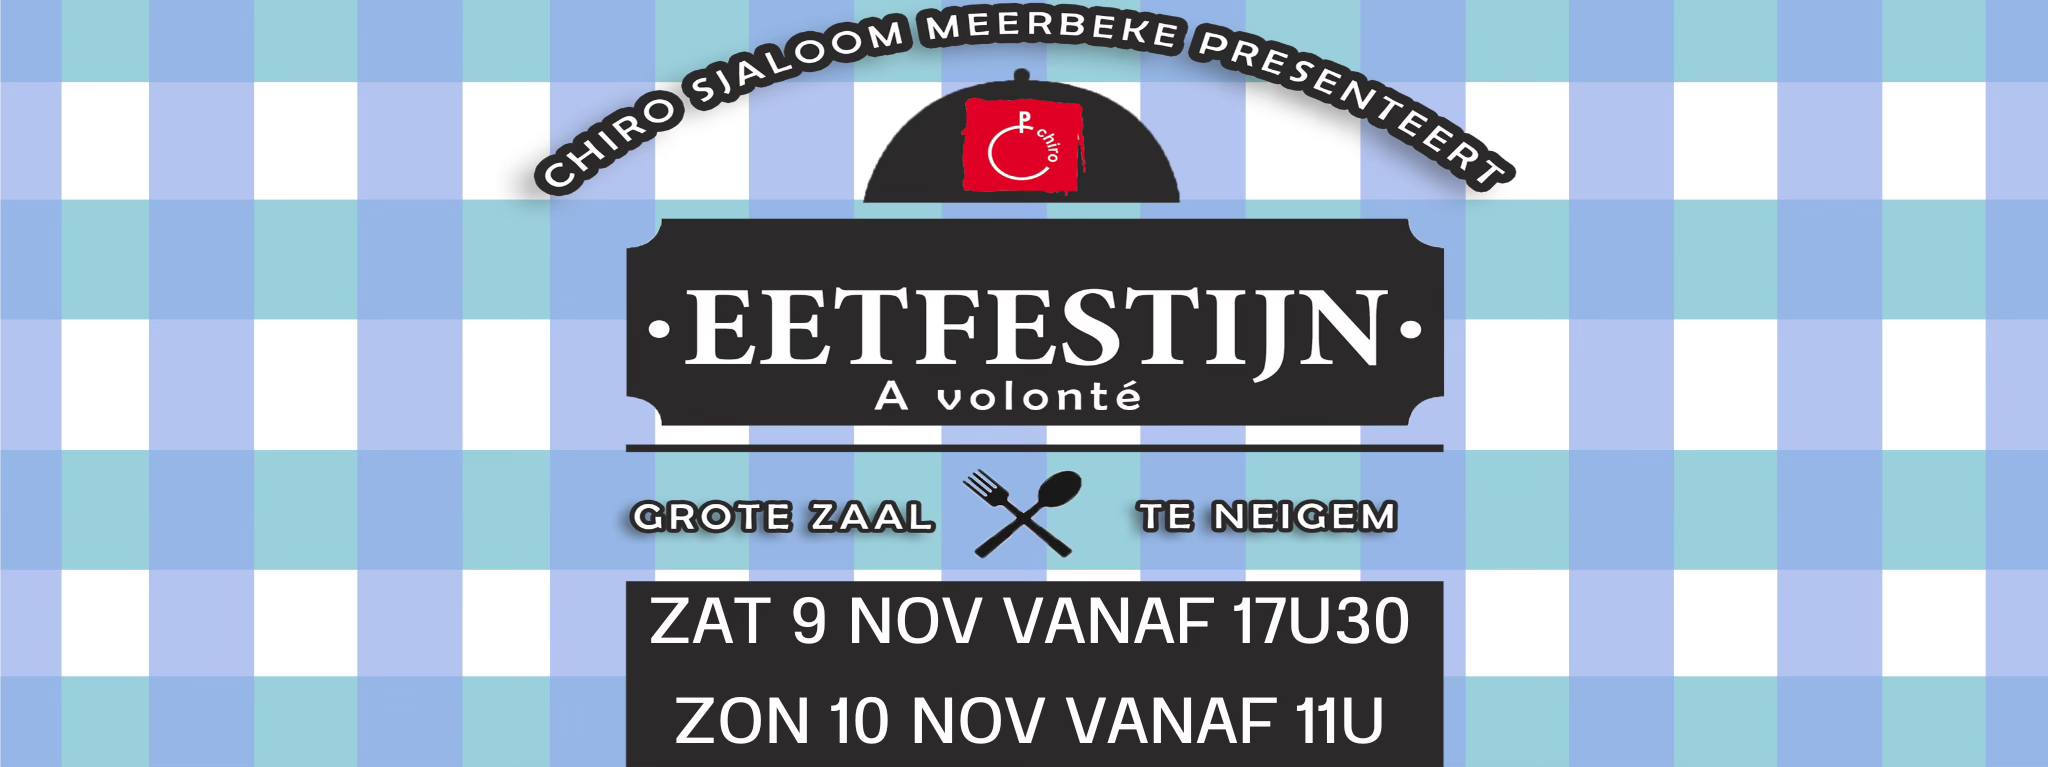 CHIRO SJALOOM MEERBEKE PRESENTEERT
P chiro
·EETFESTIJN·
A volonté
GROTE ZAAL TE NEIGEM
ZAT 9 NOV VANAF 17U30
ZON 10 NOV VANAF 11U